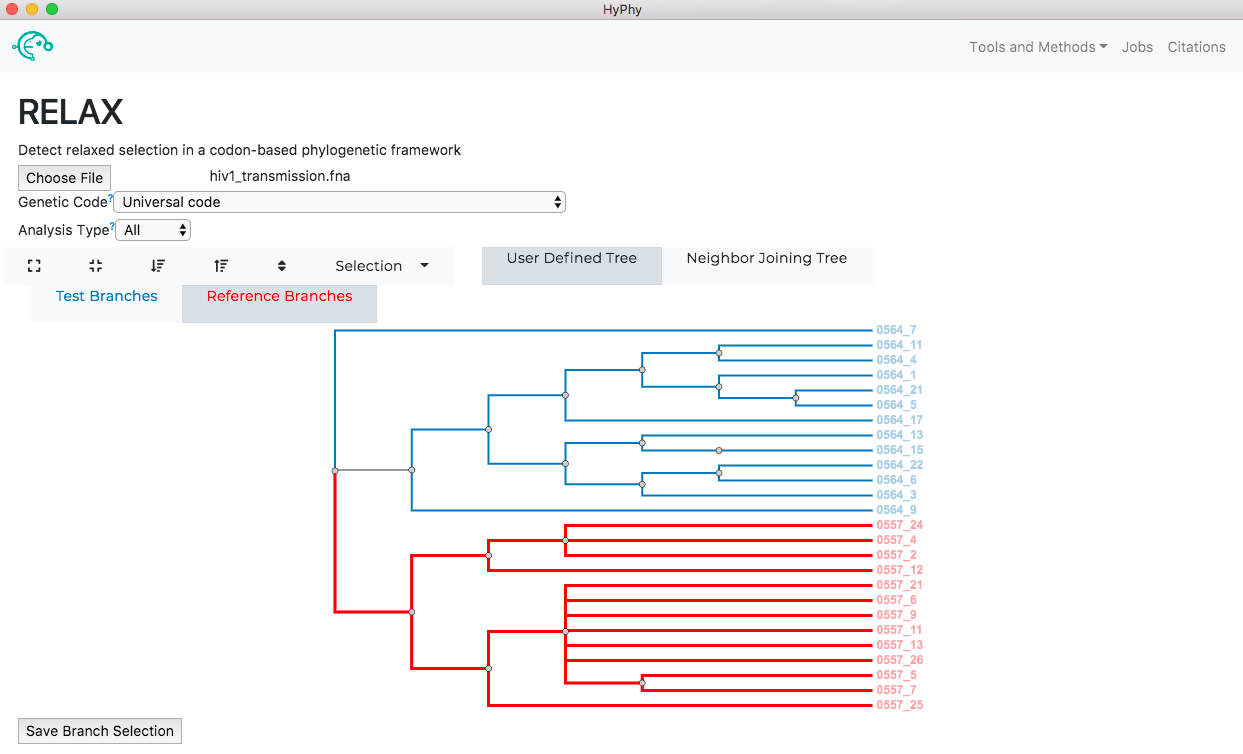 HyPhy
Tools and Methods Jobs Citations
RELAX
Detect relaxed selection in a codon-based phylogenetic framework
Choose File hiv1_transmission.fna
Genetic Code? Universal code
Analysis Type? All
Selection User Defined Tree Neighbor Joining Tree
Test Branches Reference Branches
0564_7
0564_11
0564_4
0564_1
0564_21
0564_5
0564_17
0564_13
0564_15
0564_22
0564_6
0564_3
0564_9
0557_24
0557_4
0557_2
0557_12
0557_21
0557_6
0557_9
0557_11
0557_13
0557_26
0557_5
0557_7
0557_25
Save Branch Selection